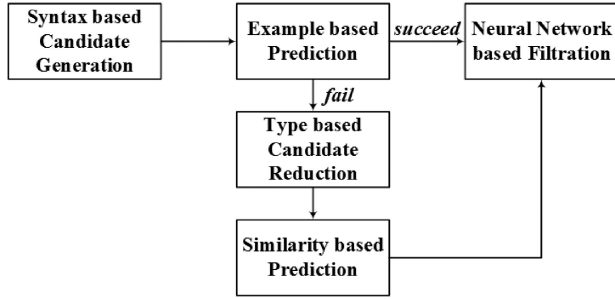 Syntax based
Candidate
Generation
Example based
Prediction
succeed
Neural Network
based Filtration
fail
Type based
Candidate
Reduction
Similarity based
Prediction